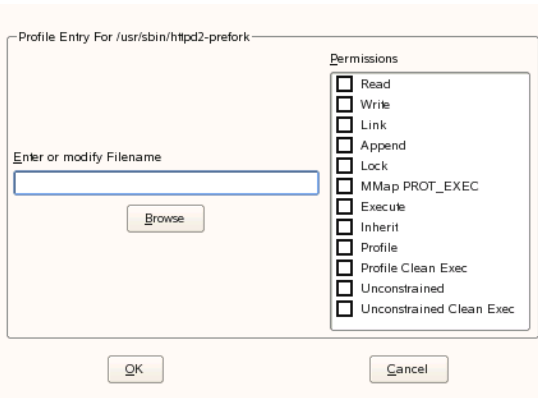 Profile Entry For /usr/sbin/httpd2-prefork
Permissions
Read
Write
Link
Append
Lock
MMap PROT_EXEC
Execute
Inherit
Profile
Profile Clean Exec
Unconstrained
Unconstrained Clean Exec
Enter or modify Filename
Browse
OK
Cancel